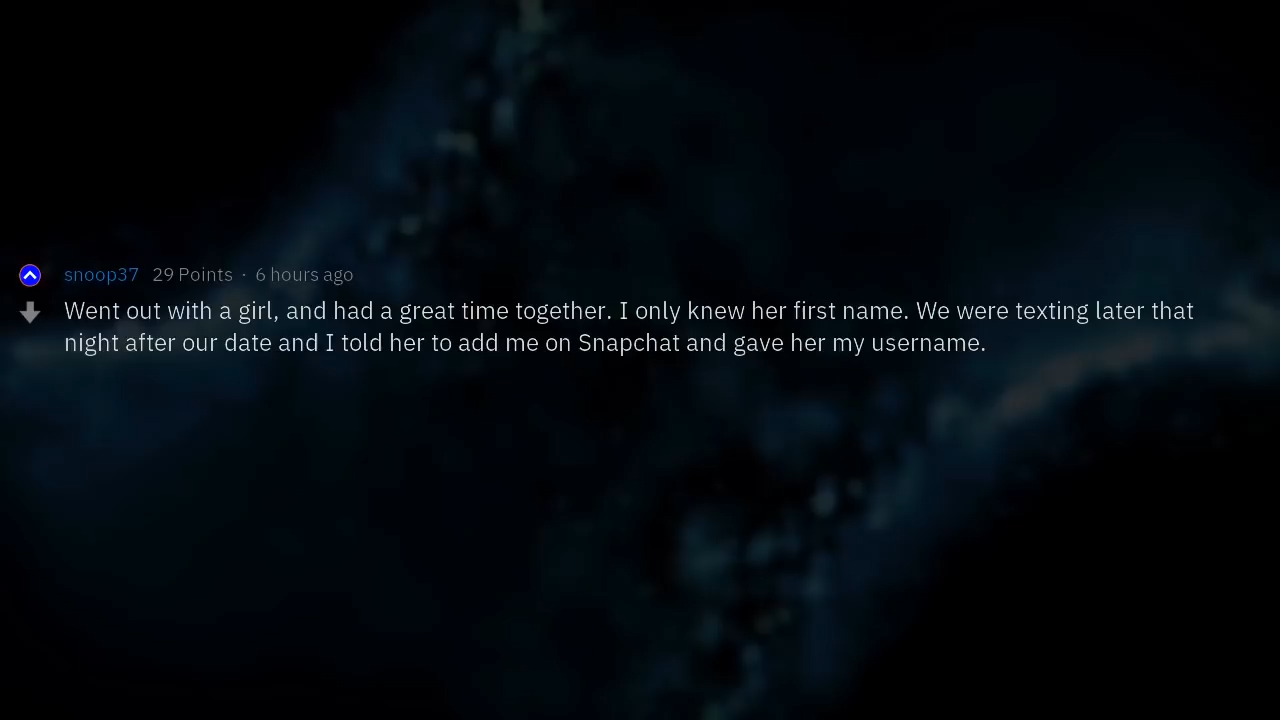 snoop37 29 Points · 6 hours ago
Went out with a girl, and had a great time together. I only knew her first name. We were texting later that
night after our date and I told her to add me on Snapchat and gave her my username.